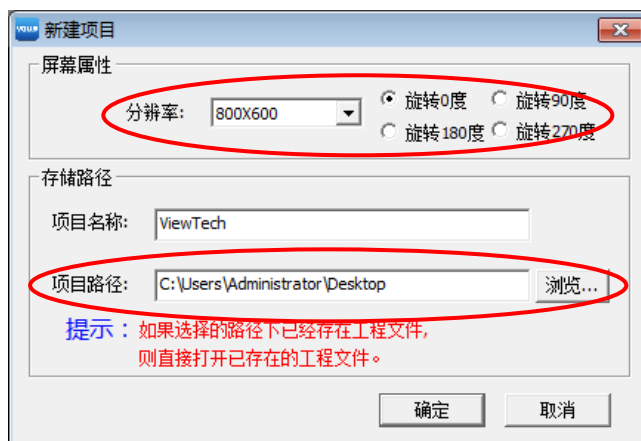 新建项目
屏幕属性
分辨率: 800X600 旋转0度 旋转90度
旋转180度 旋转270度
存储路径
项目名称: ViewTech
项目路径: C:\Users\Administrator\Desktop 浏览...
提示：如果选择的路径下已经存在工程文件,
则直接打开已存在的工程文件。
确定 取消